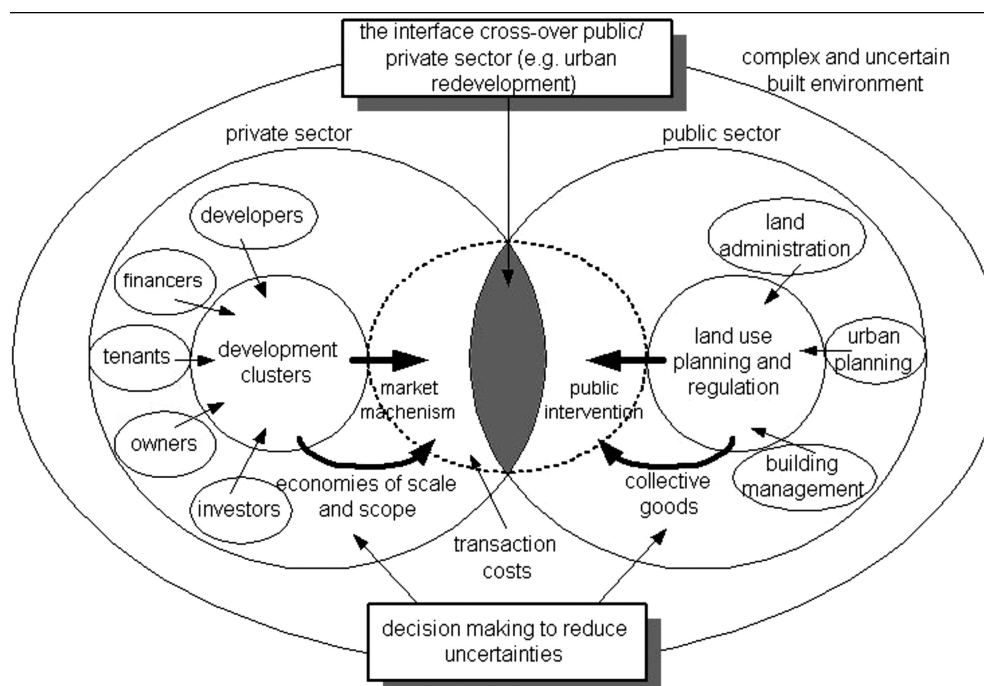 the interface cross-over public/
private sector (e.g. urban
redevelopment)
complex and uncertain
built environment
private sector
public sector
developers
financers
tenants
owners
investors
development
clusters
market
machenism
economies of scale
and scope
transaction
costs
public
intervention
collective
goods
land use
planning and
regulation
land
administration
urban
planning
building
management
decision making to reduce
uncertainties